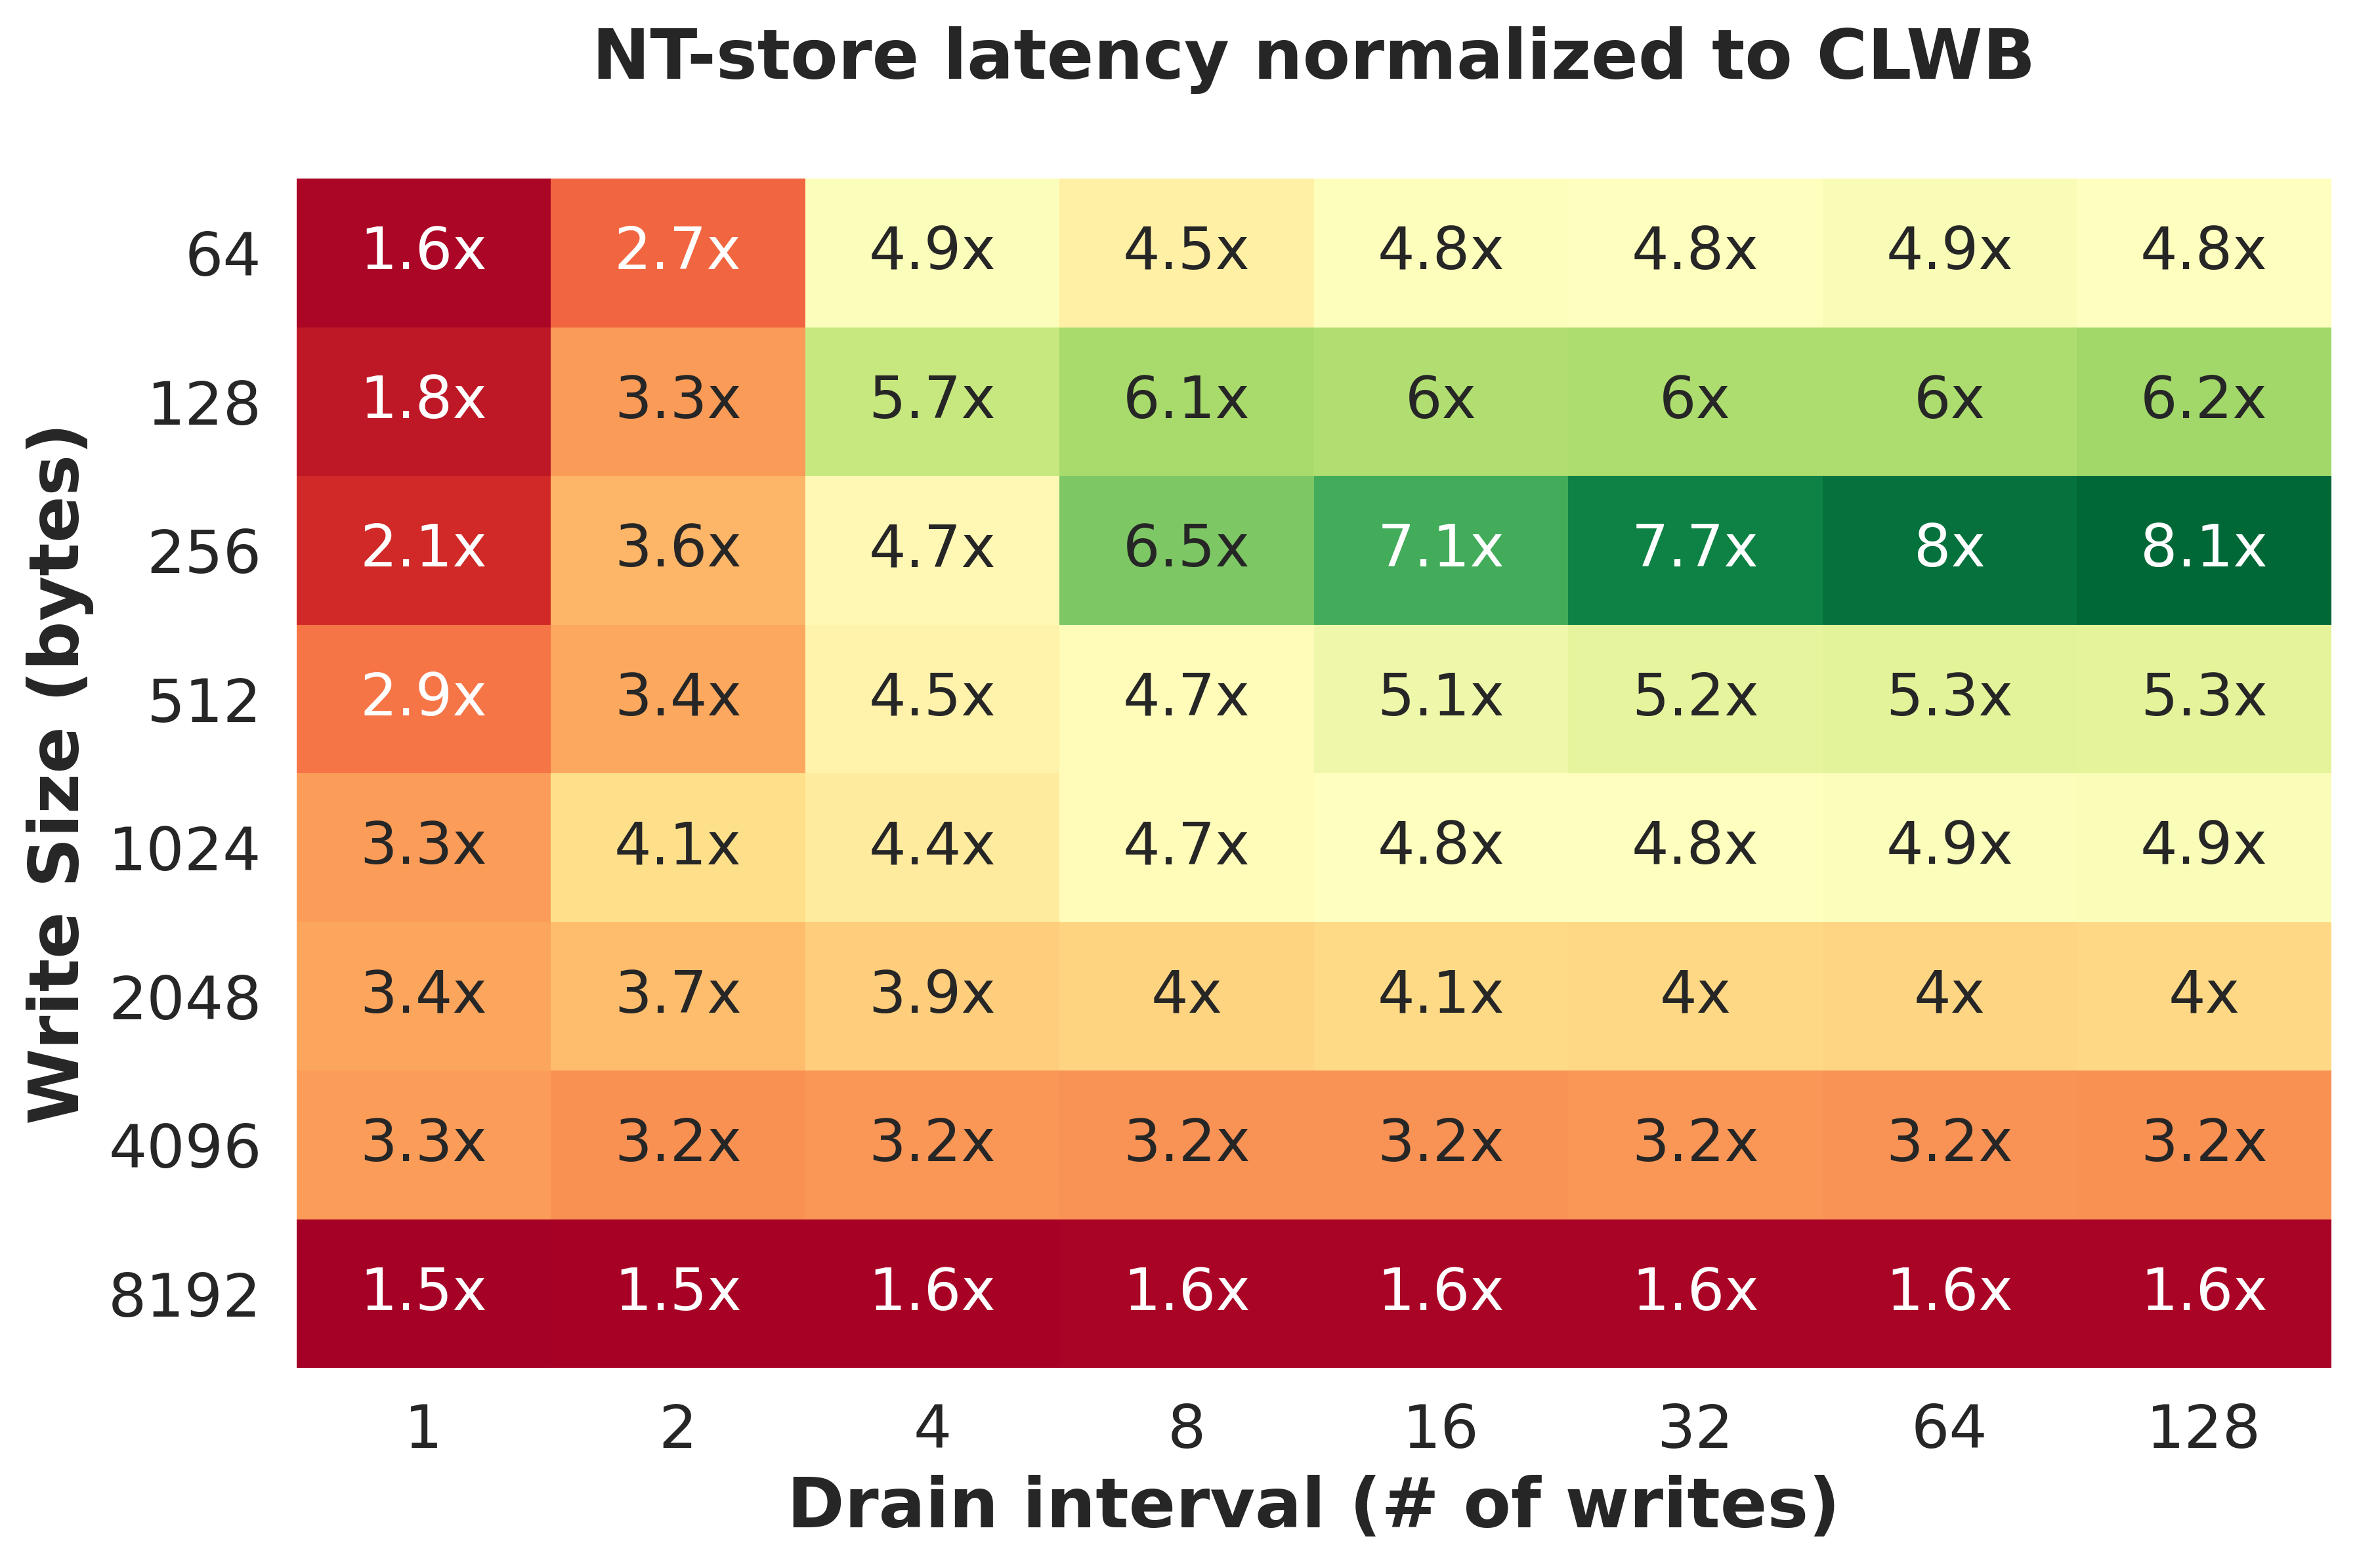 NT-store latency normalized to CLWB
Write Size (bytes)
64 1.6x 2.7x 4.9x 4.5x 4.8x 4.8x 4.9x 4.8x
128 1.8x 3.3x 5.7x 6.1x 6x 6x 6x 6.2x
256 2.1x 3.6x 4.7x 6.5x 7.1x 7.7x 8x 8.1x
512 2.9x 3.4x 4.5x 4.7x 5.1x 5.2x 5.3x 5.3x
1024 3.3x 4.1x 4.4x 4.7x 4.8x 4.8x 4.9x 4.9x
2048 3.4x 3.7x 3.9x 4x 4.1x 4x 4x 4x
4096 3.3x 3.2x 3.2x 3.2x 3.2x 3.2x 3.2x 3.2x
8192 1.5x 1.5x 1.6x 1.6x 1.6x 1.6x 1.6x 1.6x
1 2 4 8 16 32 64 128
Drain interval (# of writes)